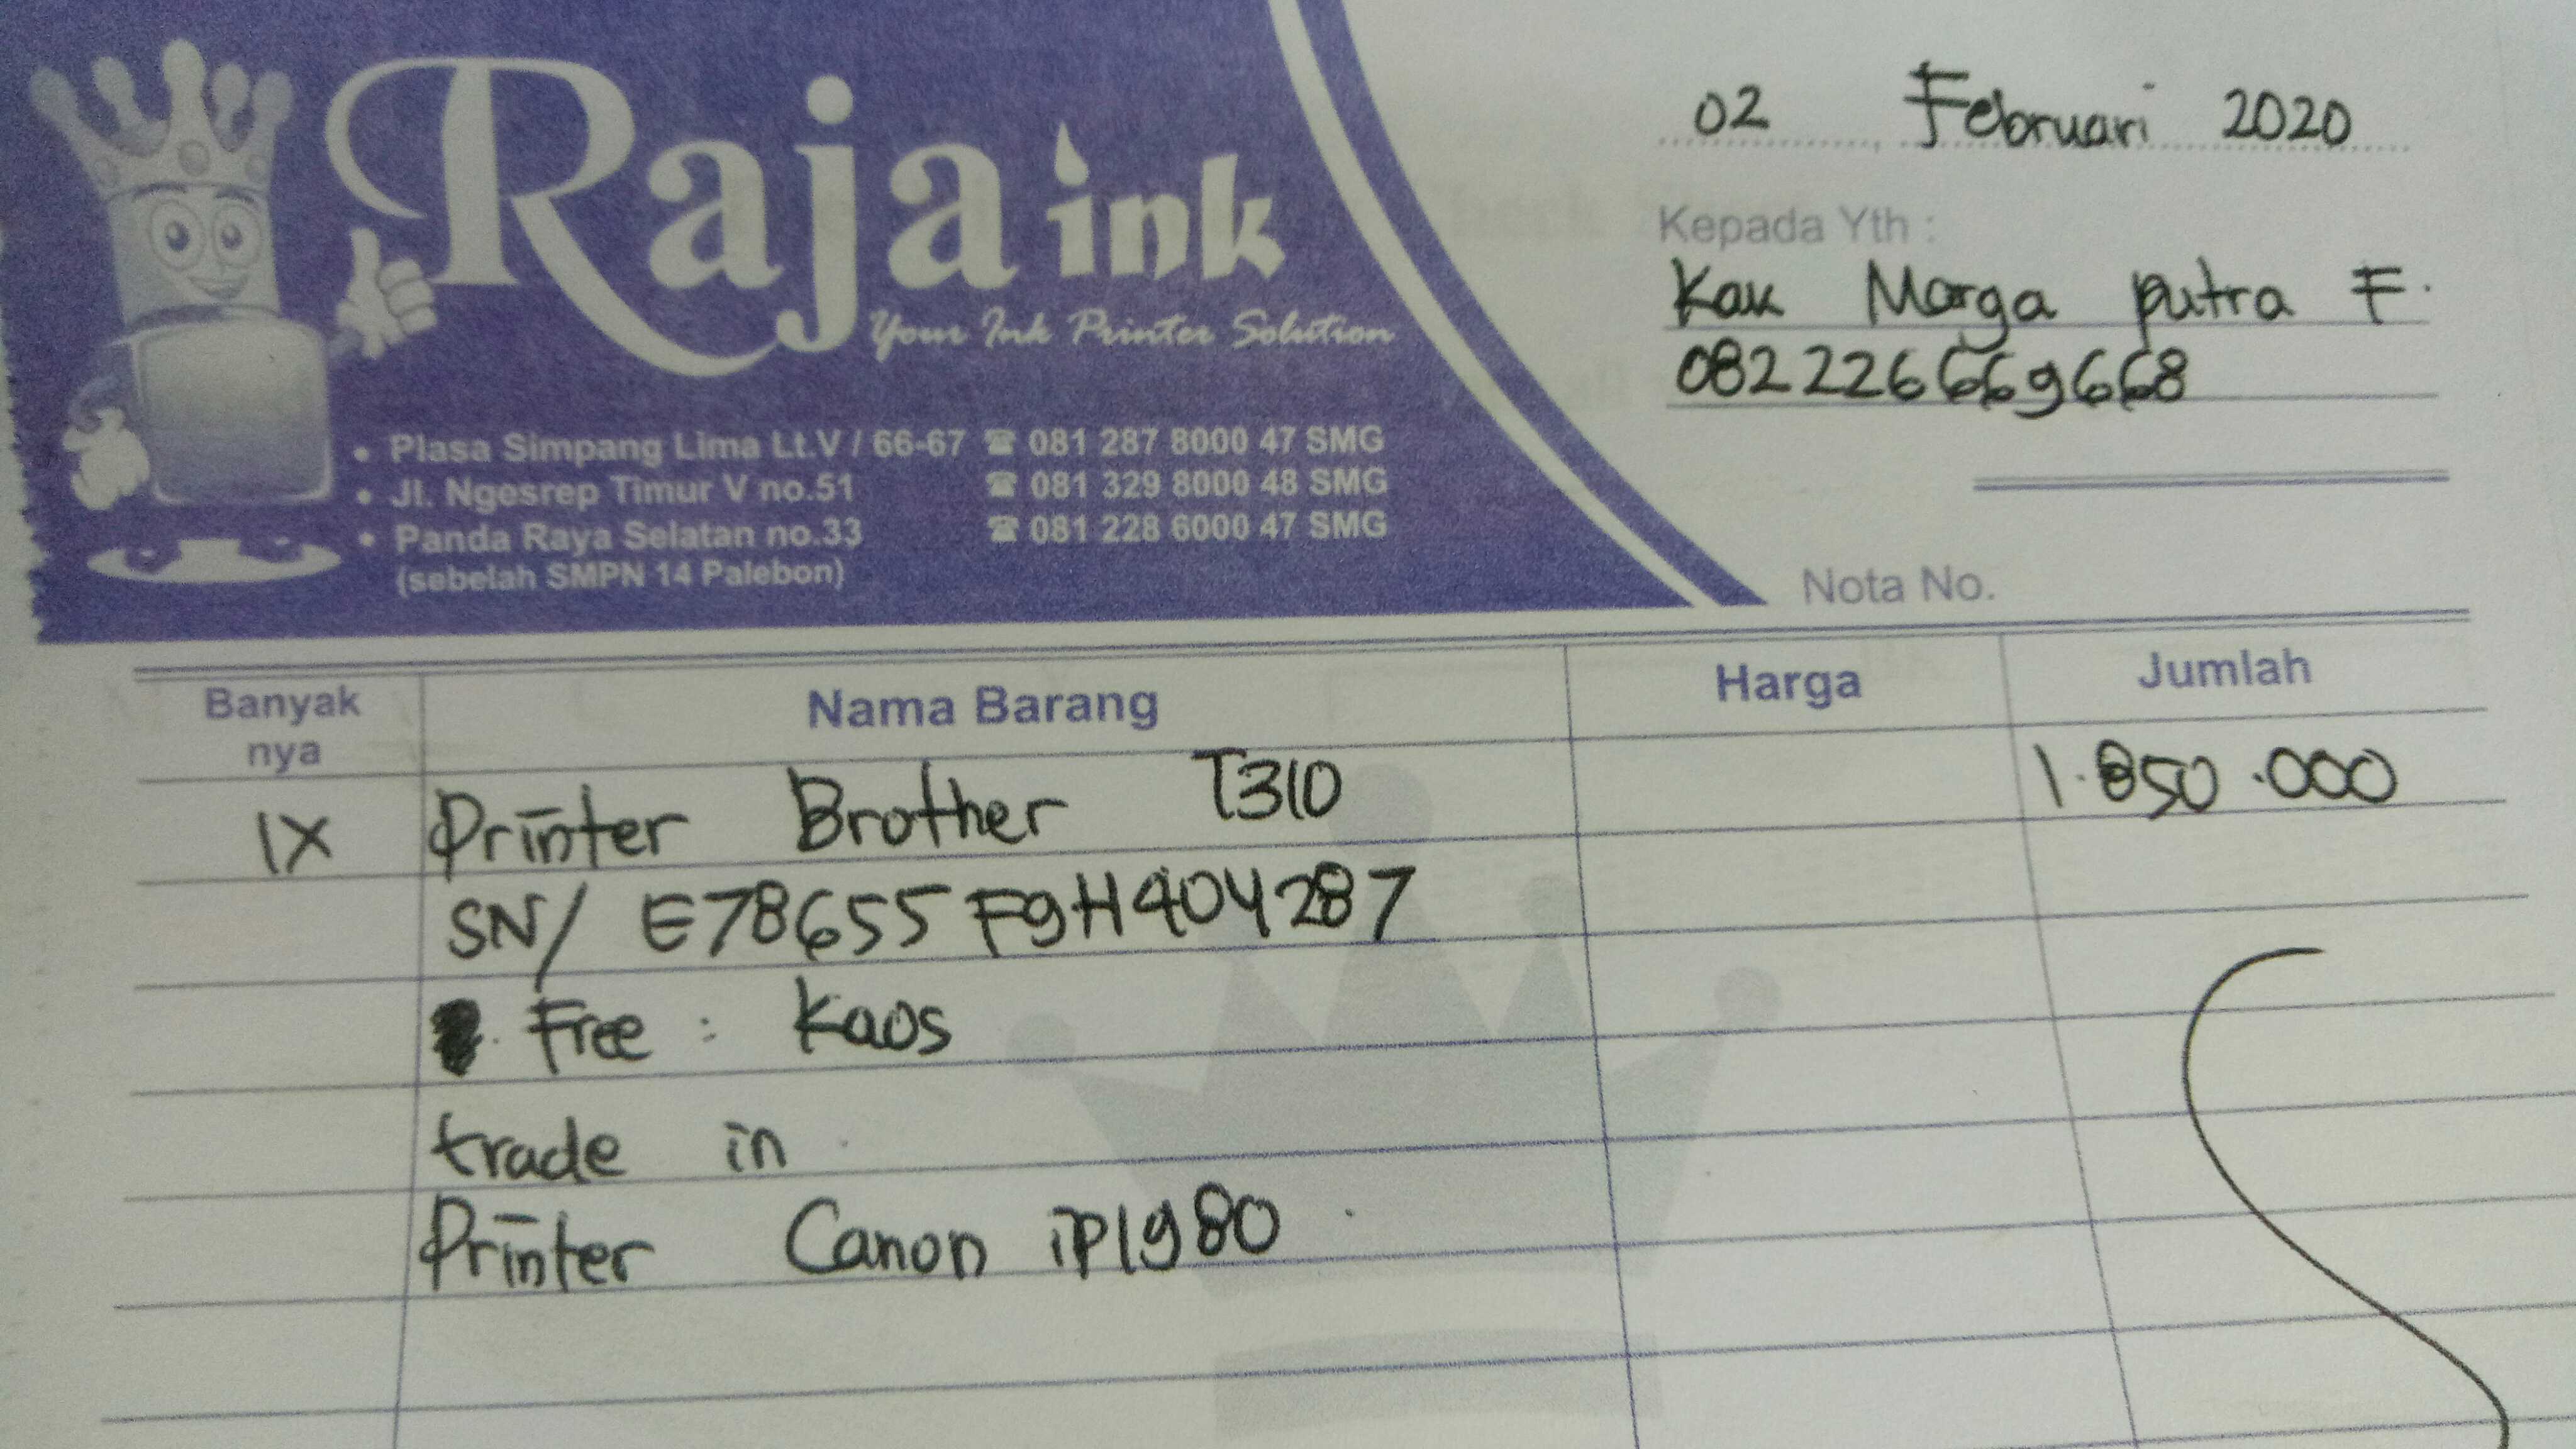 Raja ink
Your Ink Printer Solution
• Plasa Simpang Lima Lt.V / 66-67 ☎ 081 287 8000 47 SMG
• Jl. Ngesrep Timur V no.51 ☎ 081 329 8000 48 SMG
• Panda Raya Selatan no.33 ☎ 081 228 6000 47 SMG
(sebelah SMPN 14 Palebon)
02 Februari 2020
Kepada Yth :
Kak Marga putra F.
082226669668
Nota No.
Banyak nya Nama Barang Harga Jumlah
1X Printer Brother T310 1.850.000
SN/ E78655F9H404287
Free : Kaos
trade in
Printer Canon iP1980